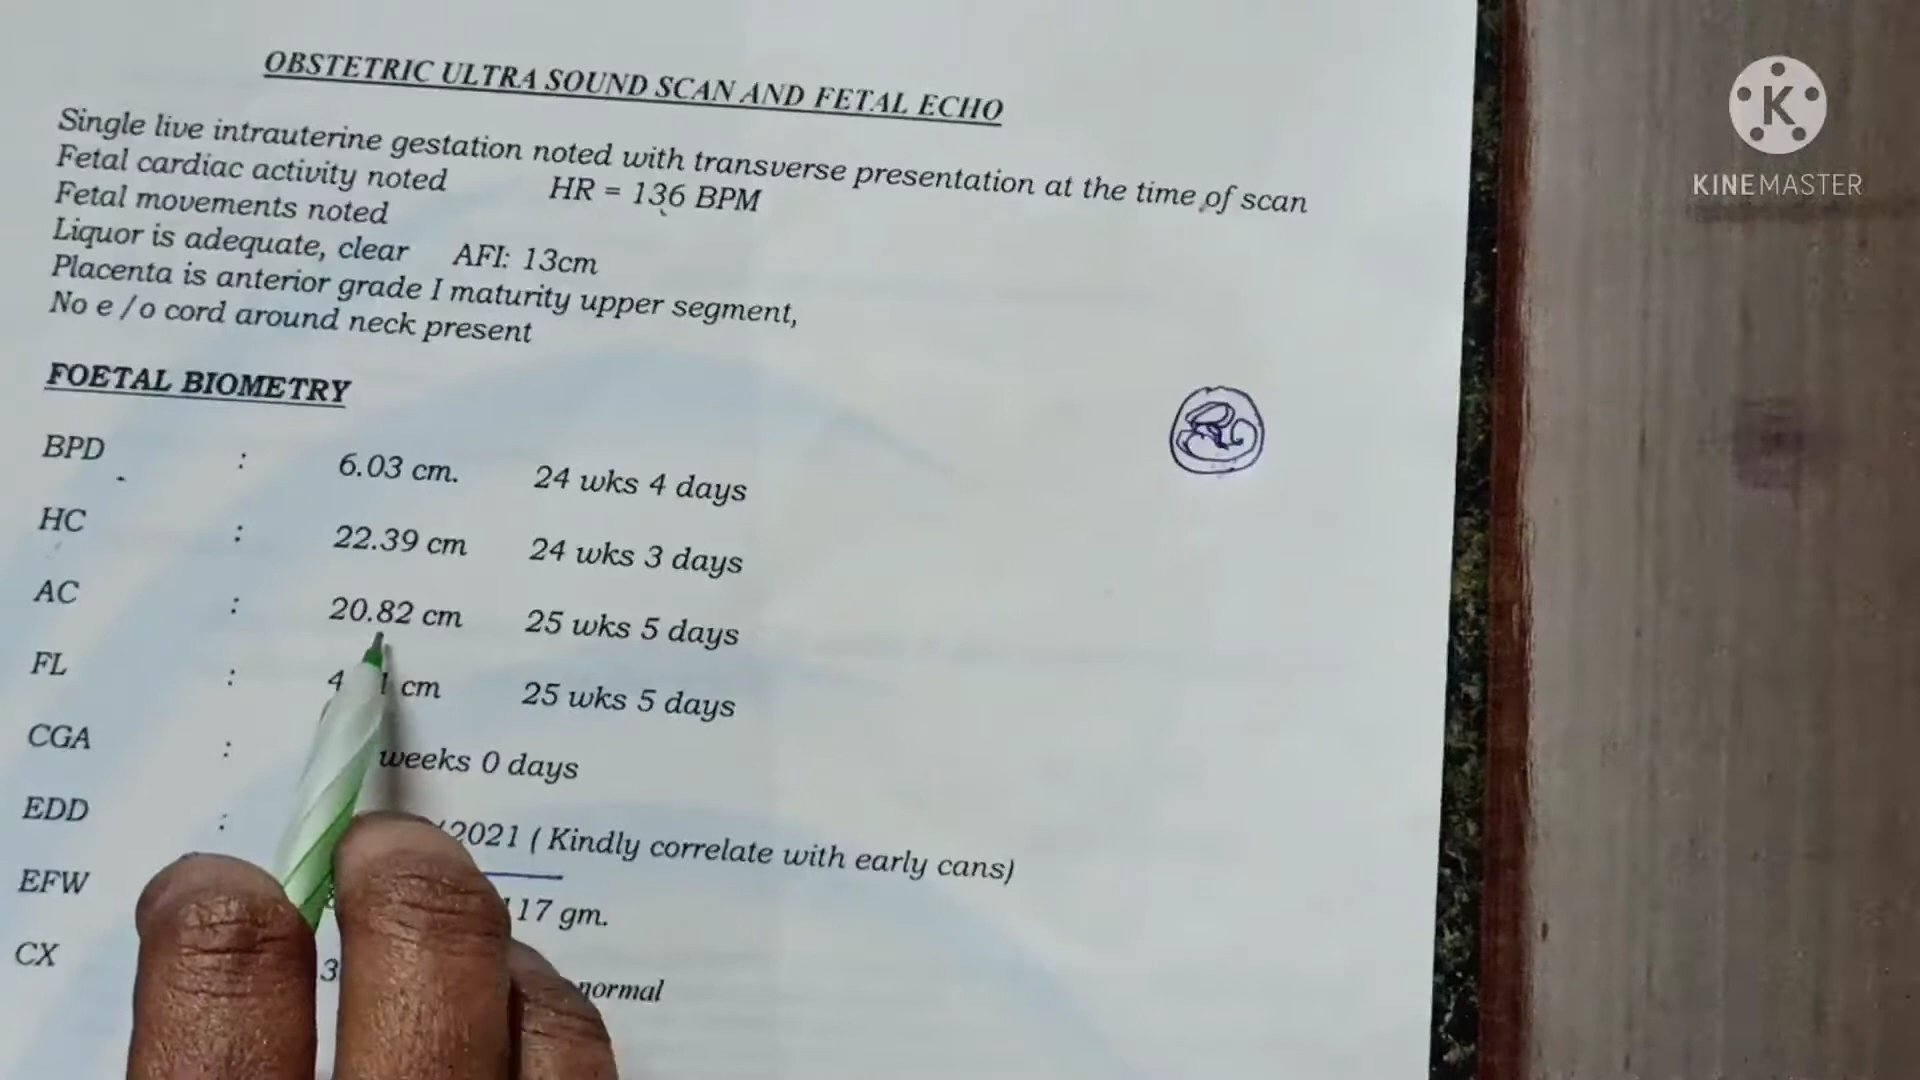 OBSTETRIC ULTRA SOUND SCAN AND FETAL ECHO
Single live intrauterine gestation noted with transverse presentation at the time of scan
Fetal cardiac activity noted HR = 136 BPM
Fetal movements noted
Liquor is adequate, clear AFI: 13cm
Placenta is anterior grade I maturity upper segment,
No e/o cord around neck present
FOETAL BIOMETRY
BPD : 6.03 cm. 24 wks 4 days
HC : 22.39 cm 24 wks 3 days
AC : 20.82 cm 25 wks 5 days
FL : cm 25 wks 5 days
CGA : weeks 0 days
EDD : /2021 ( Kindly correlate with early cans)
EFW 117 gm.
CX 3 normal
K
KINEMASTER